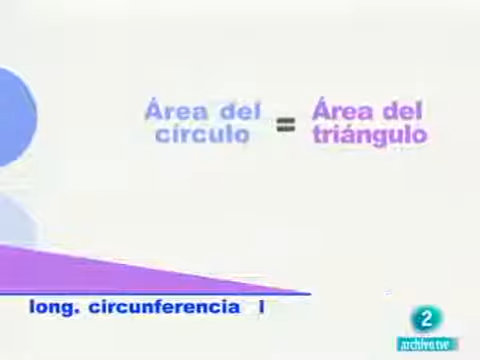 Área del
círculo
=
Área del
triángulo
long. circunferencia l
2
archivo tve